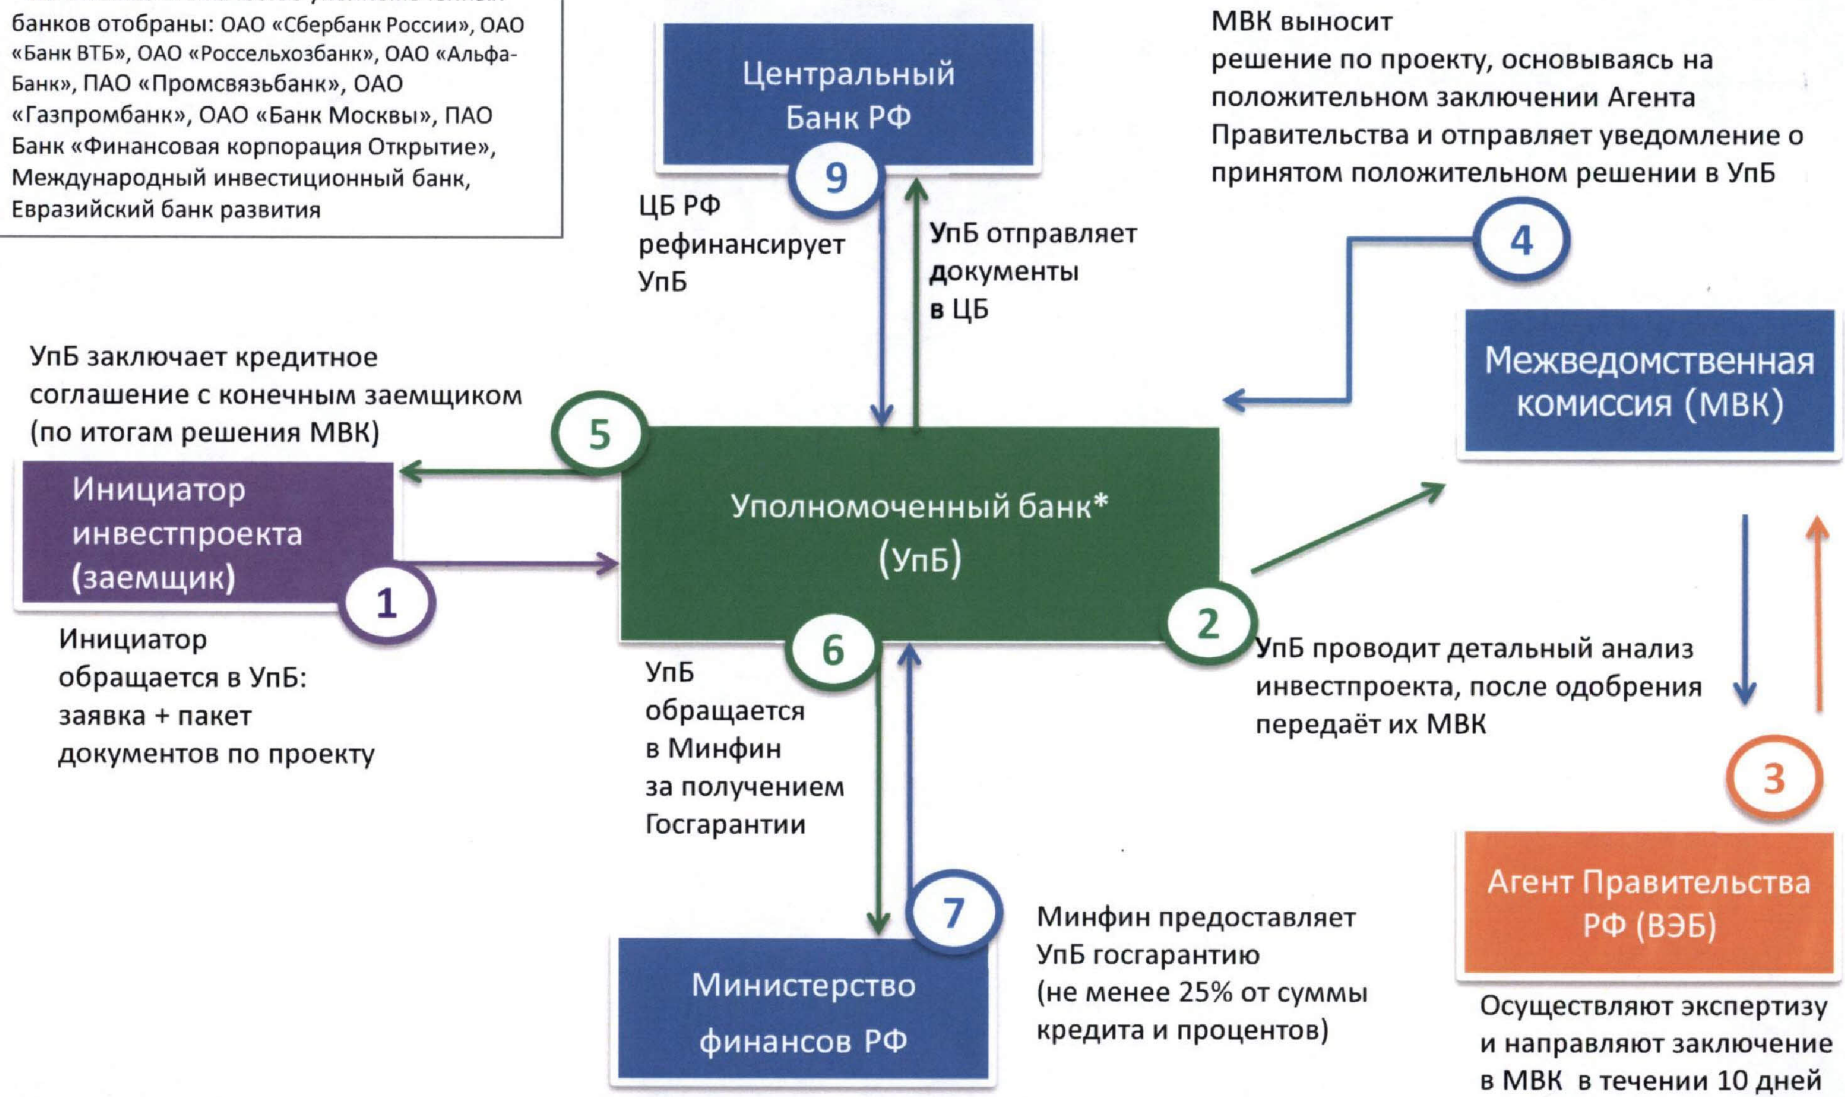 банков отобраны: ОАО «Сбербанк России», ОАО
«Банк ВТБ», ОАО «Россельхозбанк», ОАО «Альфа-
Банк», ПАО «Промсвязьбанк», ОАО
«Газпромбанк», ОАО «Банк Москвы», ПАО
Банк «Финансовая корпорация Открытие»,
Международный инвестиционный банк,
Евразийский банк развития
Центральный
Банк РФ
9
МВК выносит
решение по проекту, основываясь на
положительном заключении Агента
Правительства и отправляет уведомление о
принятом положительном решении в УпБ
4
ЦБ РФ
рефинансирует
УпБ
УпБ отправляет
документы
в ЦБ
Межведомственная
комиссия (МВК)
УпБ заключает кредитное
соглашение с конечным заемщиком
(по итогам решения МВК)
5
Инициатор
инвестпроекта
(заемщик)
1
Инициатор
обращается в УпБ:
заявка + пакет
документов по проекту
Уполномоченный банк*
(УпБ)
2
УпБ проводит детальный анализ
инвестпроекта, после одобрения
передаёт их МВК
6
УпБ
обращается
в Минфин
за получением
Госгарантии
3
Агент Правительства
РФ (ВЭБ)
Осуществляют экспертизу
и направляют заключение
в МВК в течении 10 дней
7
Министерство
финансов РФ
Минфин предоставляет
УпБ госгарантию
(не менее 25% от суммы
кредита и процентов)